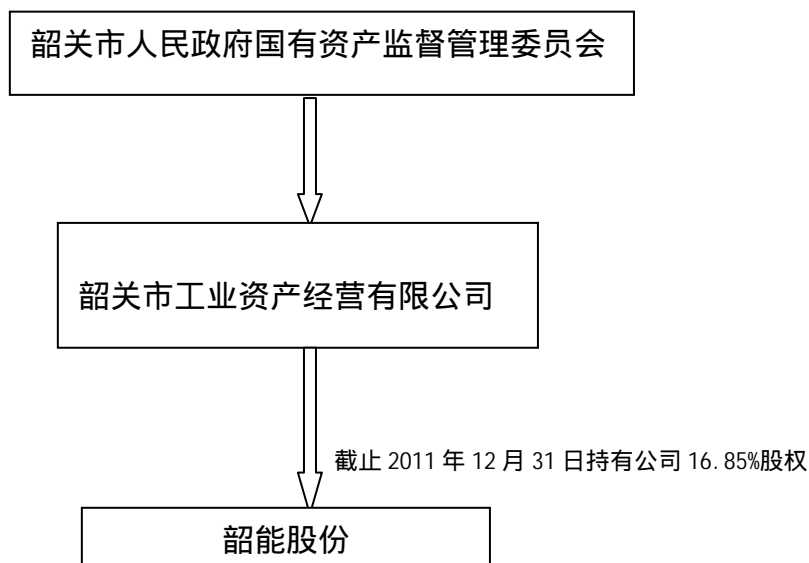 韶关市人民政府国有资产监督管理委员会
韶关市工业资产经营有限公司
截止 2011 年 12 月 31 日持有公司 16.85%股权
韶能股份